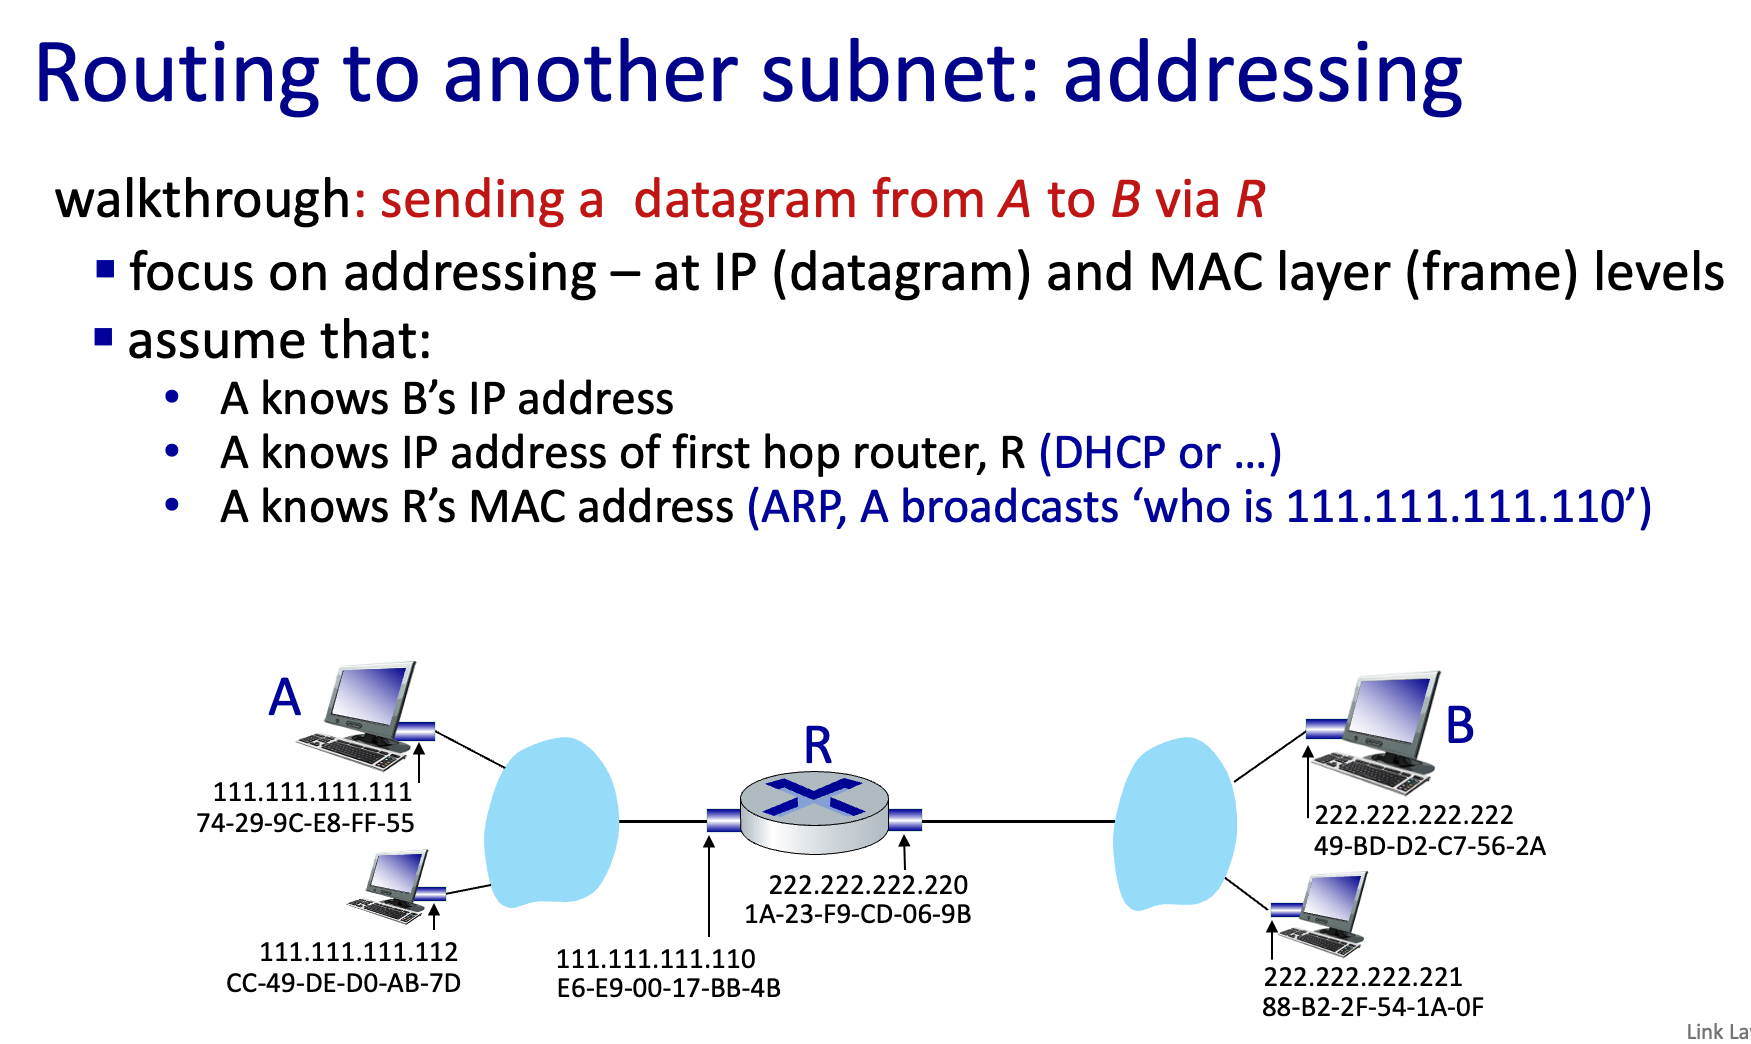 Routing to another subnet: addressing
walkthrough: sending a datagram from A to B via R
▪ focus on addressing – at IP (datagram) and MAC layer (frame) levels
▪ assume that:
• A knows B’s IP address
• A knows IP address of first hop router, R (DHCP or …)
• A knows R’s MAC address (ARP, A broadcasts ‘who is 111.111.111.110’)
A
R
B
111.111.111.111
74-29-9C-E8-FF-55
222.222.222.222
49-BD-D2-C7-56-2A
222.222.222.220
1A-23-F9-CD-06-9B
111.111.111.112
CC-49-DE-D0-AB-7D
111.111.111.110
E6-E9-00-17-BB-4B
222.222.222.221
88-B2-2F-54-1A-0F
Link La